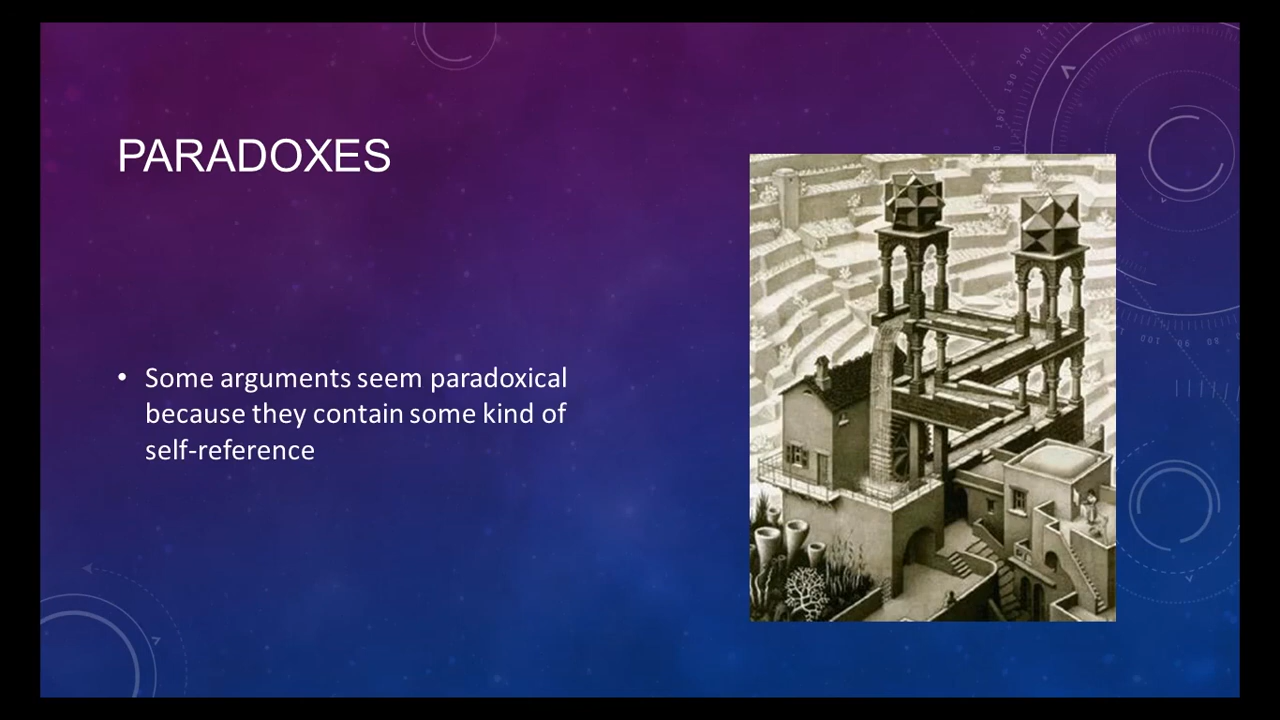 PARADOXES
• Some arguments seem paradoxical
because they contain some kind of
self-reference